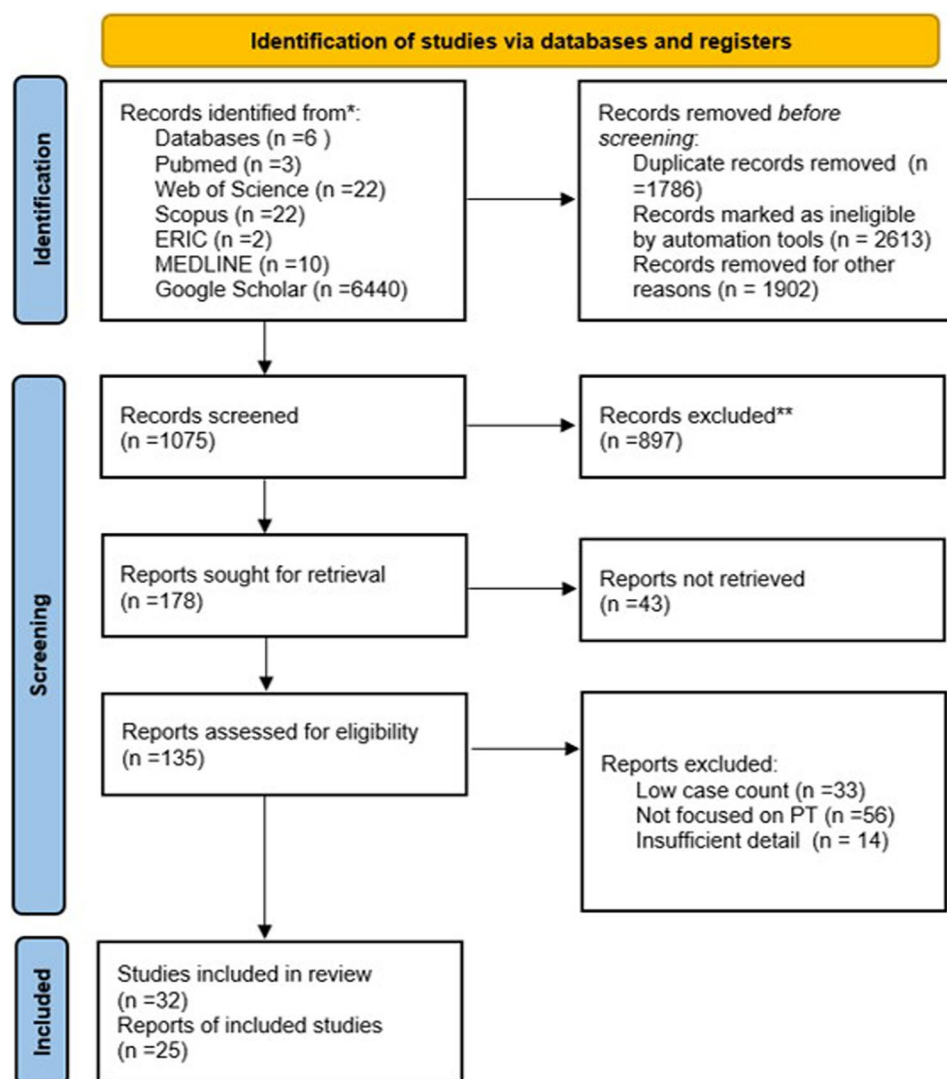 Identification of studies via databases and registers
Identification
Records identified from*:
Databases (n =6 )
Pubmed (n =3)
Web of Science (n =22)
Scopus (n =22)
ERIC (n =2)
MEDLINE (n =10)
Google Scholar (n =6440)
Records removed before
screening:
Duplicate records removed (n
=1786)
Records marked as ineligible
by automation tools (n = 2613)
Records removed for other
reasons (n = 1902)
Screening
Records screened
(n =1075)
Records excluded**
(n =897)
Reports sought for retrieval
(n =178)
Reports not retrieved
(n =43)
Reports assessed for eligibility
(n =135)
Reports excluded:
Low case count (n =33)
Not focused on PT (n =56)
Insufficient detail (n = 14)
Included
Studies included in review
(n =32)
Reports of included studies
(n =25)